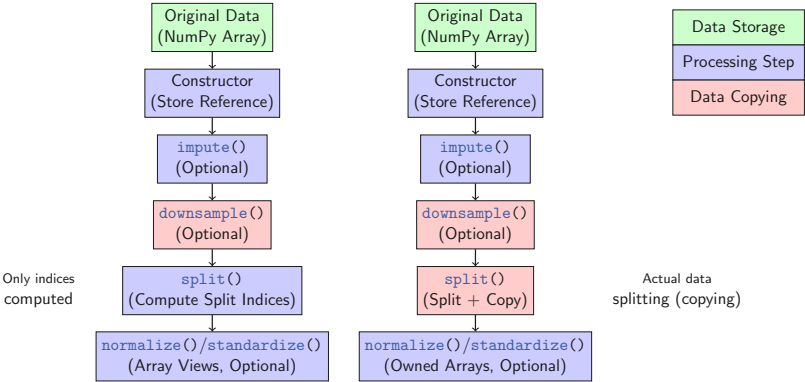 Original Data
(NumPy Array)
Constructor
(Store Reference)
impute()
(Optional)
downsample()
(Optional)
Only indices
computed
split()
(Compute Split Indices)
normalize()/standardize()
(Array Views, Optional)
Original Data
(NumPy Array)
Constructor
(Store Reference)
impute()
(Optional)
downsample()
(Optional)
split()
(Split + Copy)
Actual data
splitting (copying)
normalize()/standardize()
(Owned Arrays, Optional)
Data Storage
Processing Step
Data Copying